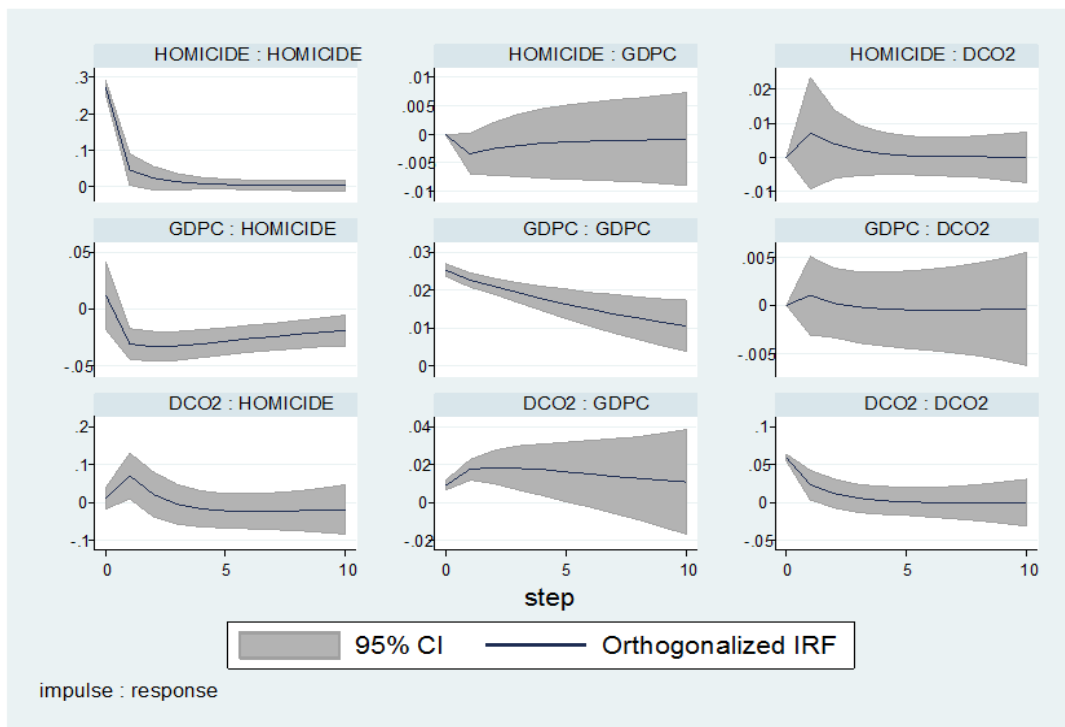 HOMICIDE : HOMICIDE HOMICIDE : GDPC HOMICIDE : DCO2
.3 .01 .02
.2 .005 .01
.1 0 0
0 -.005 -.01
-.01
GDPC : HOMICIDE GDPC : GDPC GDPC : DCO2
.05 .03 .005
0 .02 0
-.05 .01 -.005
0
DCO2 : HOMICIDE DCO2 : GDPC DCO2 : DCO2
.2 .04 .1
.1 .02 .05
0 0 0
-.1 -.02 -.05
0 5 10 0 5 10 0 5 10
step
95% CI Orthogonalized IRF
impulse : response